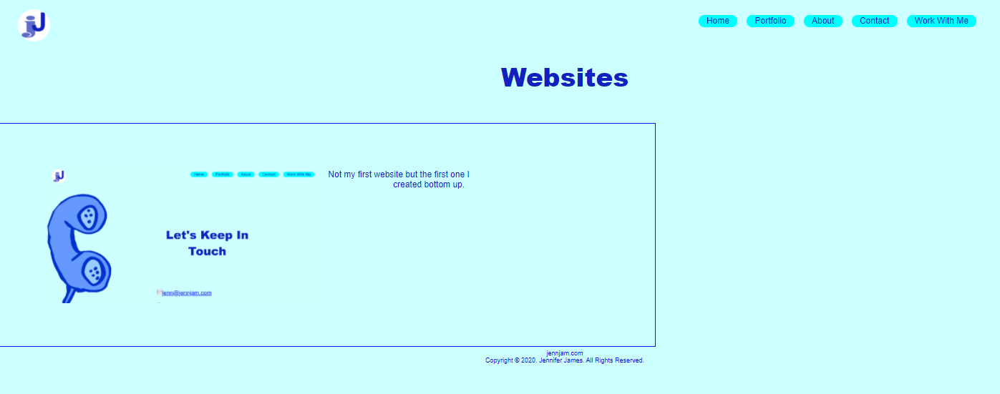 jJ
Home Portfolio About Contact Work With Me
Websites
jJ
Home Portfolio About Contact Work With Me
Not my first website but the first one I
created bottom up.
Let's Keep In
Touch
jenn@jennjam.com
jennjam.com
Copyright © 2020. Jennifer James. All Rights Reserved.